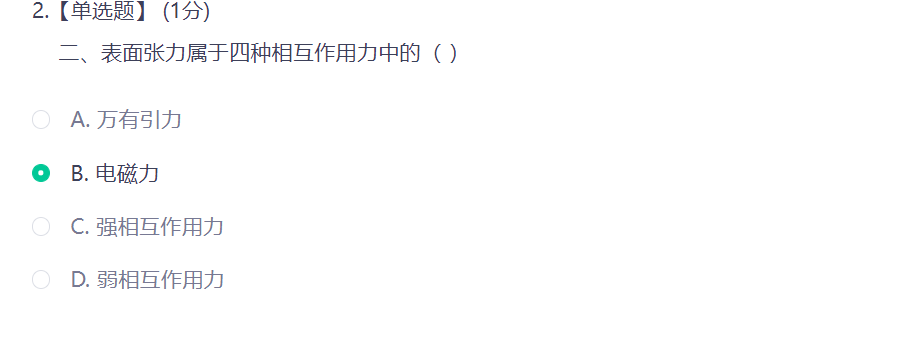 2.【单选题】 (1分)
二、表面张力属于四种相互作用力中的（ ）
A. 万有引力
B. 电磁力
C. 强相互作用力
D. 弱相互作用力